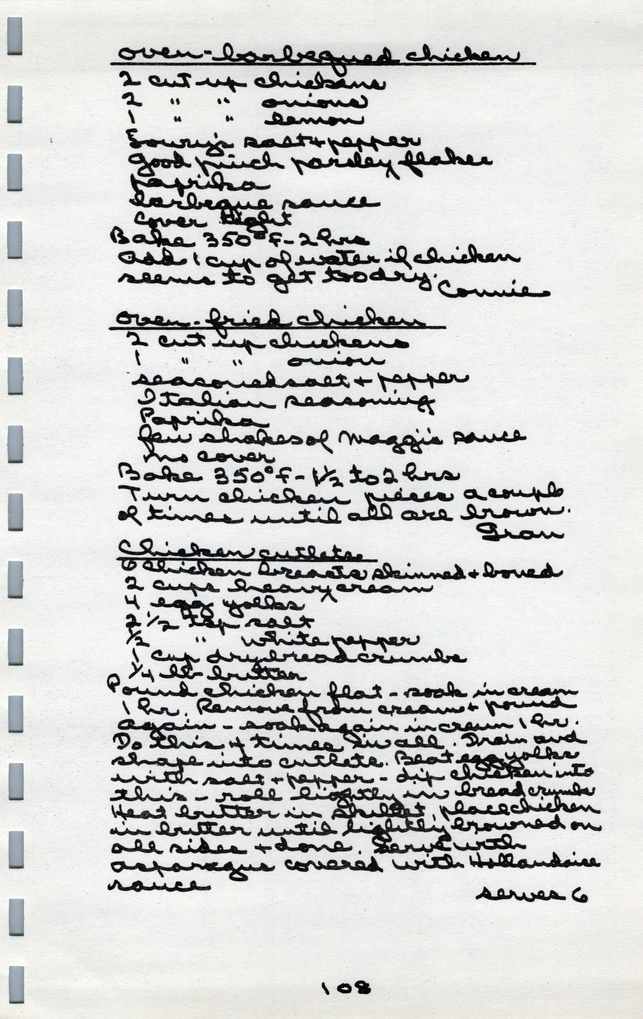 oven-barbequed chicken
2 cut up chickens
2 " " onions
1 " " lemon
Lowry's salt + pepper
good pinch parsley flakes
paprika
barbeque sauce
cover tight
Bake 350°F - 2 hrs
add 1 cup of water if chicken
seems to get too dry.
Connie
oven-fried chicken
2 cut up chickens
1 " " onion
seasoned salt + pepper
Italian seasoning
Paprika
few shakes of Maggi's sauce
no cover
Bake 350°F - 1½ to 2 hrs
Turn chicken pieces a couple
of times until all are brown.
Gran
Chicken cutlets
6 chicken breasts skinned + boned
2 cups heavy cream
4 egg yolks
2 ½ tsp salt
½ " white pepper
1 cup dry bread crumbs
¼ lb butter
Pound chicken flat - soak in cream
1 hr. Remove from cream + pound
again - soak again in cream 1 hr.
Do this 4 times in all. Drain and
shape into cutlets. Beat egg yolks
with salt + pepper - dip chicken into
this - roll lightly in bread crumbs
Heat butter in skillet, place chicken
in butter until lightly browned on
all sides + done. Serve with
asparagus covered with Hollandaise
sauce
serves 6
108